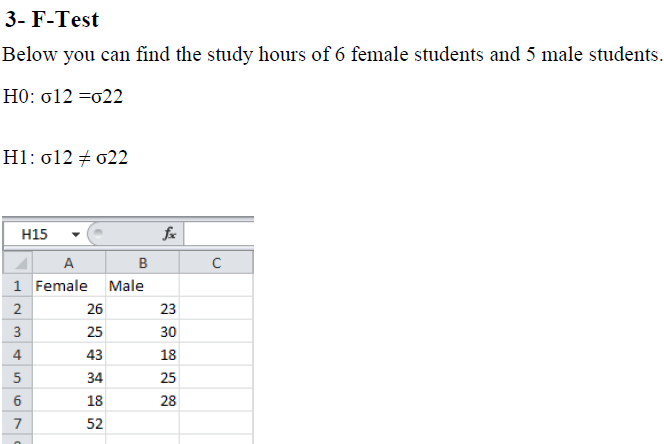 3- F-Test
Below you can find the study hours of 6 female students and 5 male students.
H0: σ12 =σ22
H1: σ12 ≠ σ22
H15 fx
A B C
1 Female Male
2 26 23
3 25 30
4 43 18
5 34 25
6 18 28
7 52